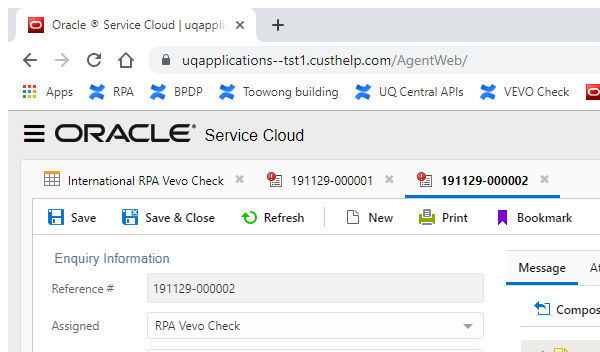 Oracle ® Service Cloud | uqapplic
uqapplications--tst1.custhelp.com/AgentWeb/
Apps RPA BPDP Toowong building UQ Central APIs VEVO Check
ORACLE® Service Cloud
International RPA Vevo Check 191129-000001 191129-000002
Save Save & Close Refresh New Print Bookmark
Enquiry Information
Message
Reference # 191129-000002
Compos
Assigned RPA Vevo Check